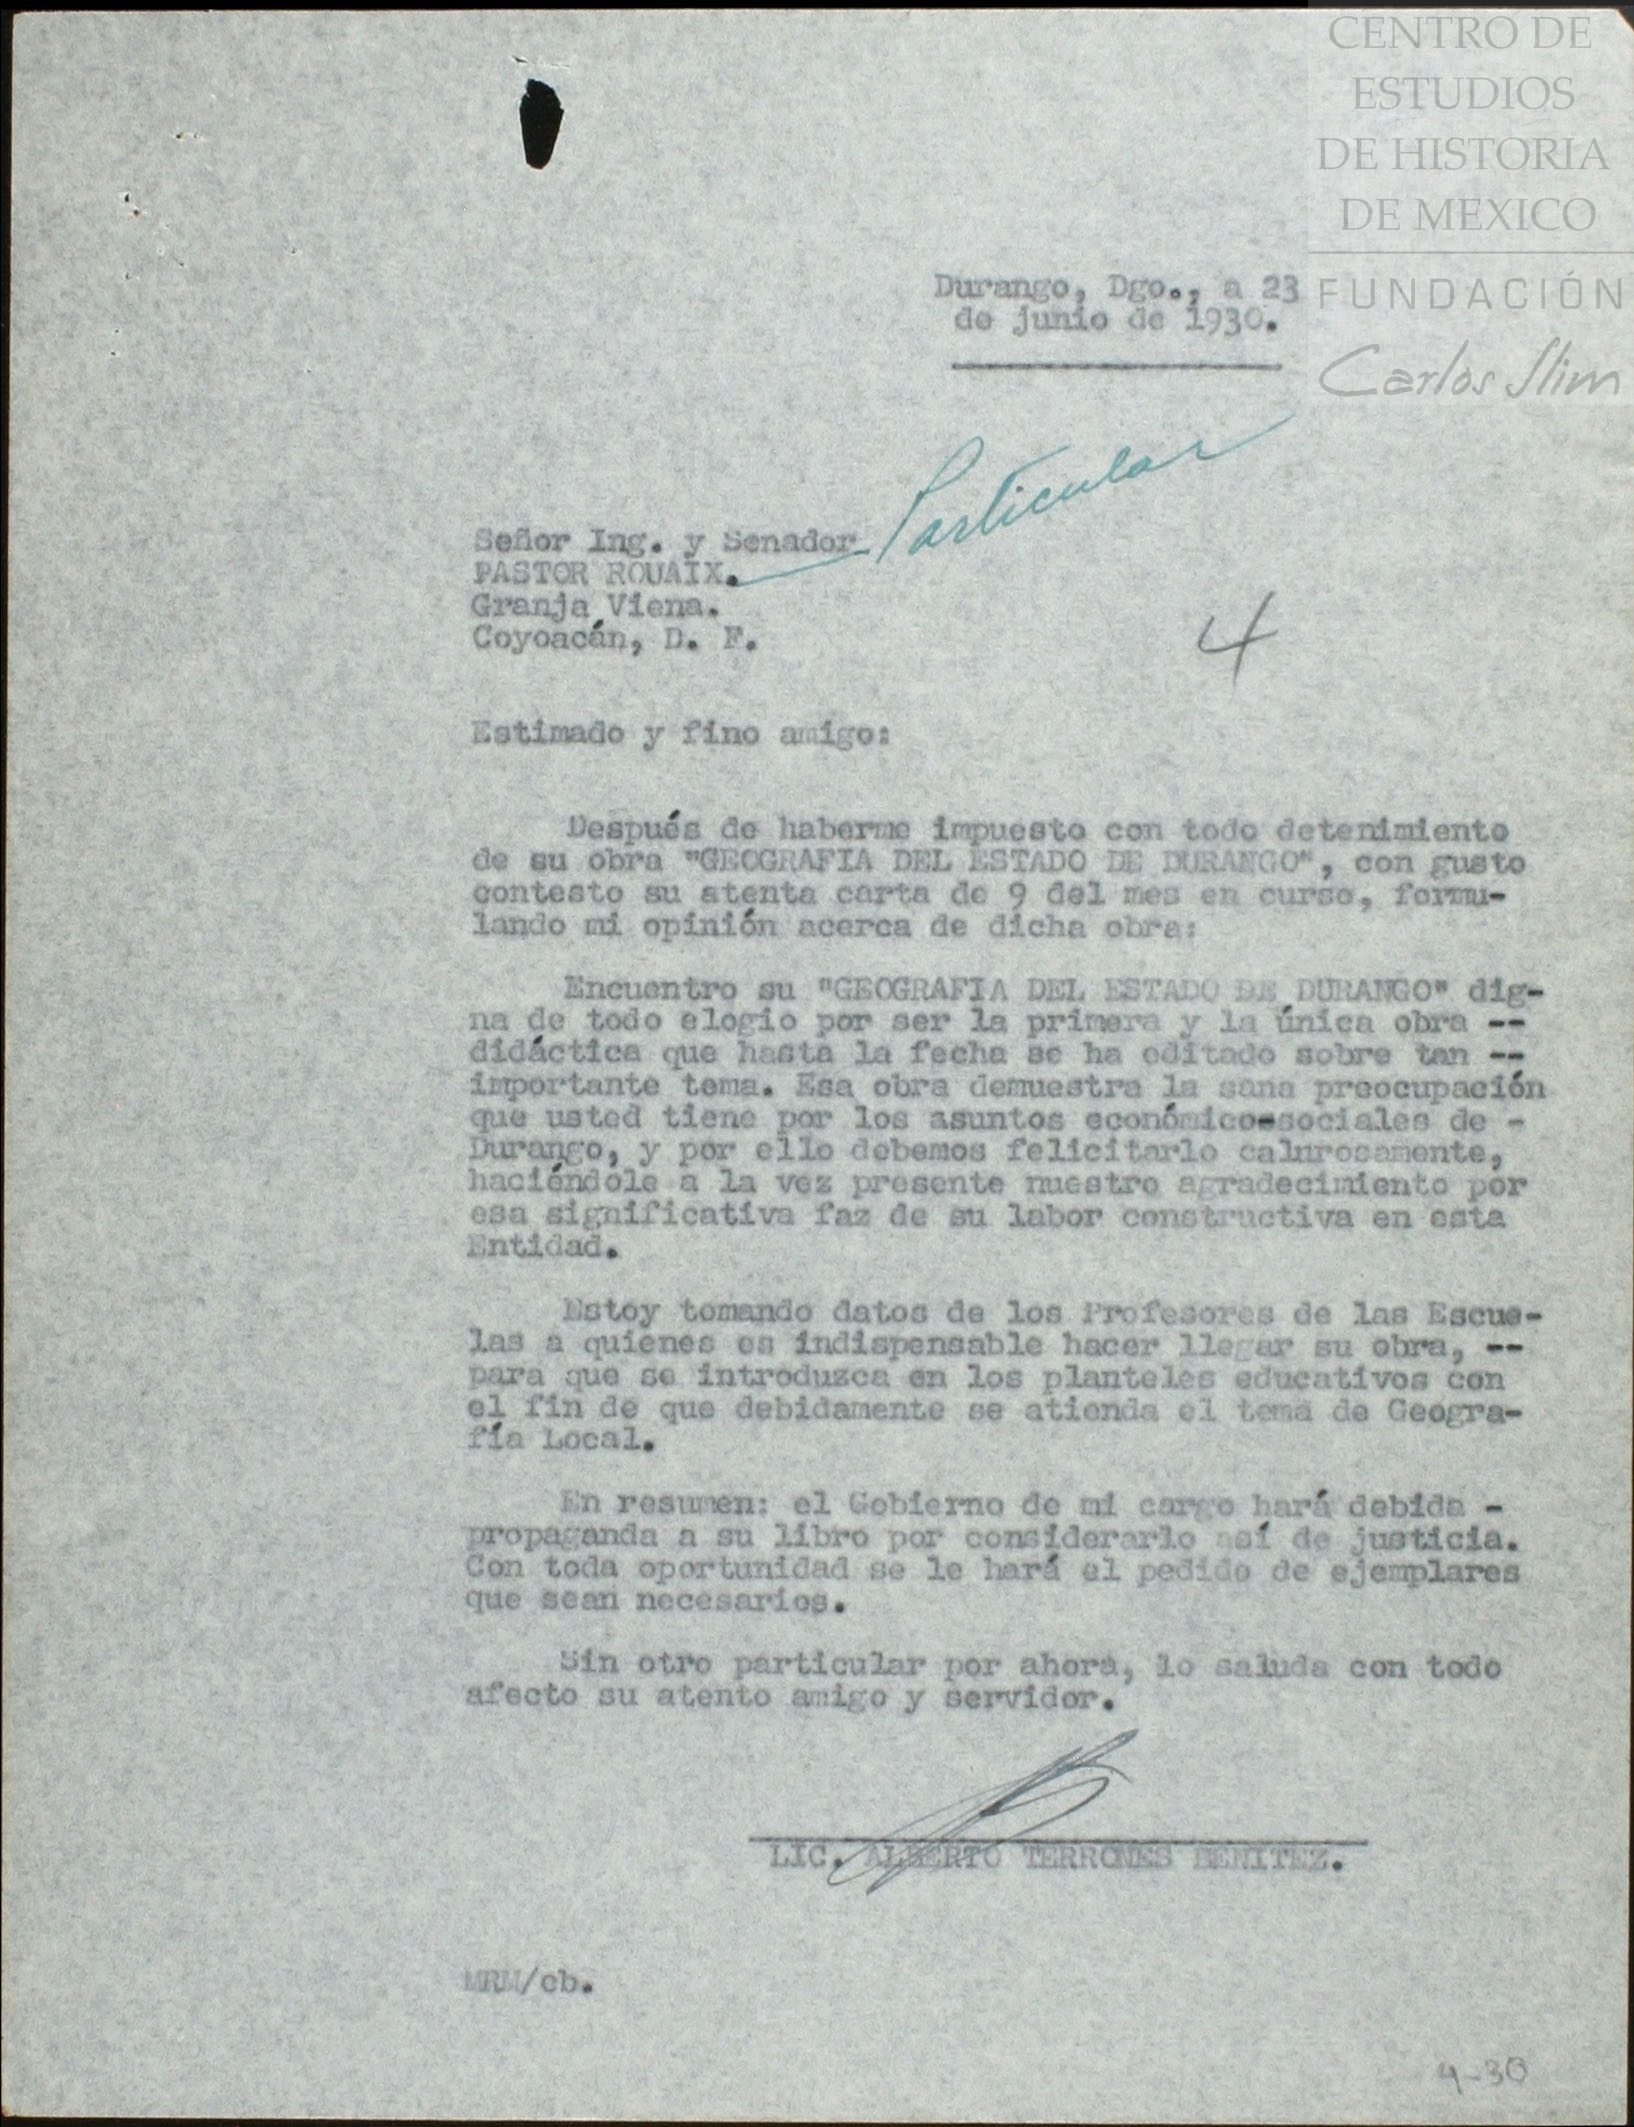 CENTRO DE
ESTUDIOS
DE HISTORIA
DE MEXICO
FUNDACIÓN
Carlos Slim
Durango, Dgo., a 23
de junio de 1930.
Particular
Señor Ing. y Senador
PASTOR ROUAIX.
Granja Viena.
Coyoacán, D. F.
4
Estimado y fino amigo:
Después de haberme impuesto con todo detenimiento
de su obra "GEOGRAFIA DEL ESTADO DE DURANGO", con gusto
contesto su atenta carta de 9 del mes en curso, formu-
lando mi opinión acerca de dicha obra:
Encuentro su "GEOGRAFIA DEL ESTADO DE DURANGO" dig-
na de todo elogio por ser la primera y la única obra --
didáctica que hasta la fecha se ha editado sobre tan --
importante tema. Esa obra demuestra la sana preocupación
que usted tiene por los asuntos económico-sociales de -
Durango, y por ello debemos felicitarlo calurosamente,
haciéndole a la vez presente nuestro agradecimiento por
esa significativa faz de su labor constructiva en esta
Entidad.
Estoy tomando datos de los Profesores de las Escue-
las a quienes es indispensable hacer llegar su obra, --
para que se introduzca en los planteles educativos con
el fin de que debidamente se atienda el tema de Geogra-
fía Local.
En resumen: el Gobierno de mi cargo hará debida -
propaganda a su libro por considerarlo así de justicia.
Con toda oportunidad se le hará el pedido de ejemplares
que sean necesarios.
Sin otro particular por ahora, lo saluda con todo
afecto su atento amigo y servidor.
LIC. ALBERTO TERRONES BENITEZ.
MRM/cb.
4-30